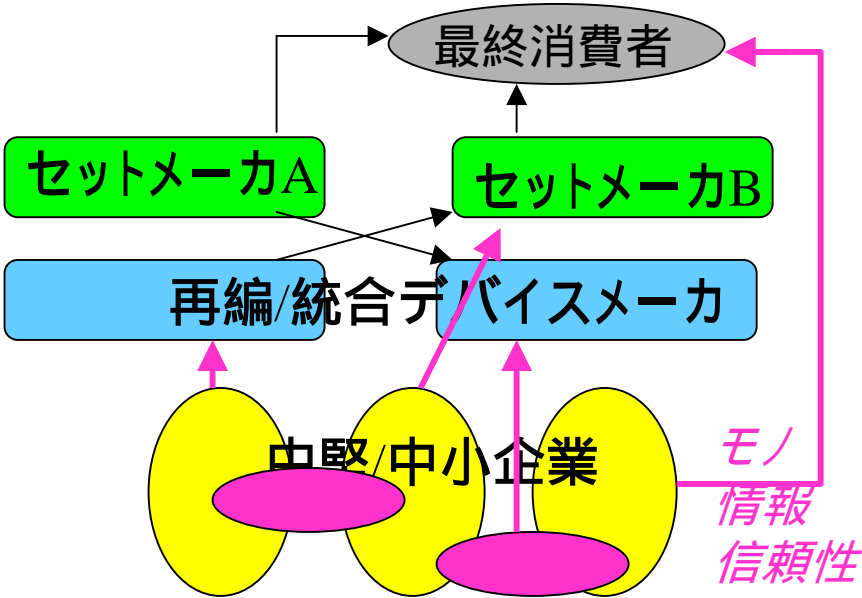 最終消費者
セットメーカA
セットメーカB
再編/統合デバイスメーカ
中堅/中小企業
モノ
情報
信頼性